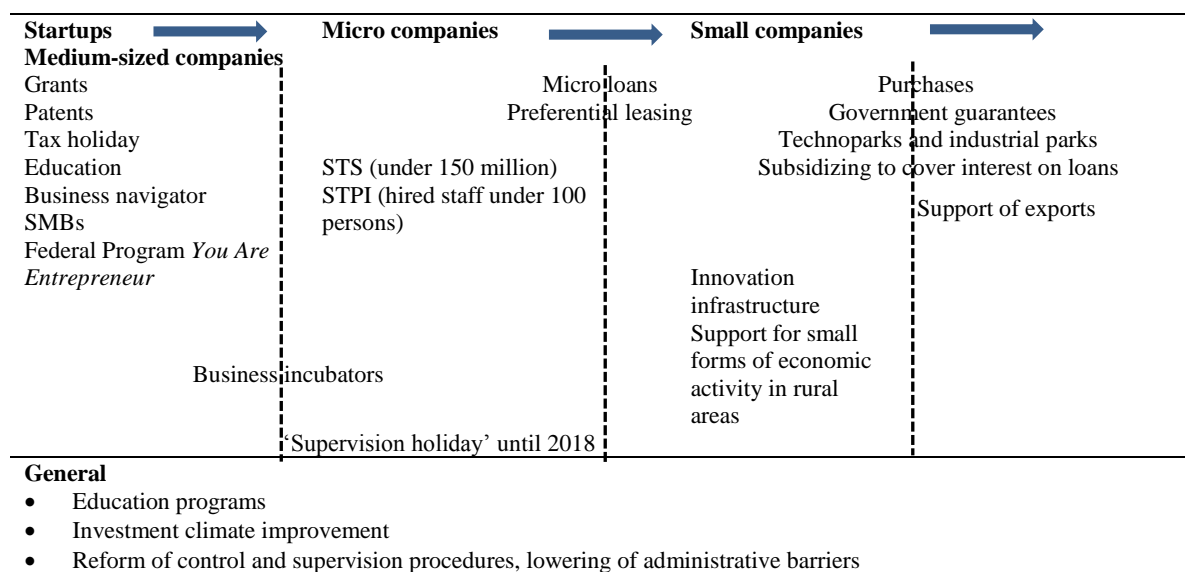 Startups Micro companies Small companies
Medium-sized companies
Grants Micro loans Purchases
Patents Preferential leasing Government guarantees
Tax holiday Technoparks and industrial parks
Education STS (under 150 million) Subsidizing to cover interest on loans
Business navigator STPI (hired staff under 100
SMBs persons) Support of exports
Federal Program You Are
Entrepreneur Innovation
infrastructure
Support for small
forms of economic
Business incubators activity in rural
areas
‘Supervision holiday’ until 2018
General
• Education programs
• Investment climate improvement
• Reform of control and supervision procedures, lowering of administrative barriers